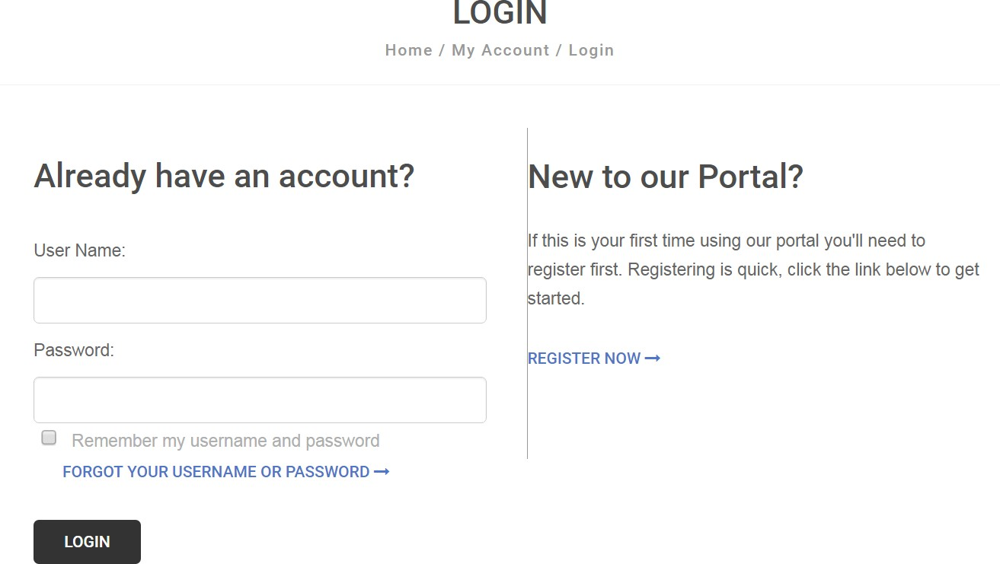 LOGIN
Home / My Account / Login
Already have an account?
User Name:
Password:
Remember my username and password
FORGOT YOUR USERNAME OR PASSWORD
LOGIN
New to our Portal?
If this is your first time using our portal you'll need to
register first. Registering is quick, click the link below to get
started.
REGISTER NOW